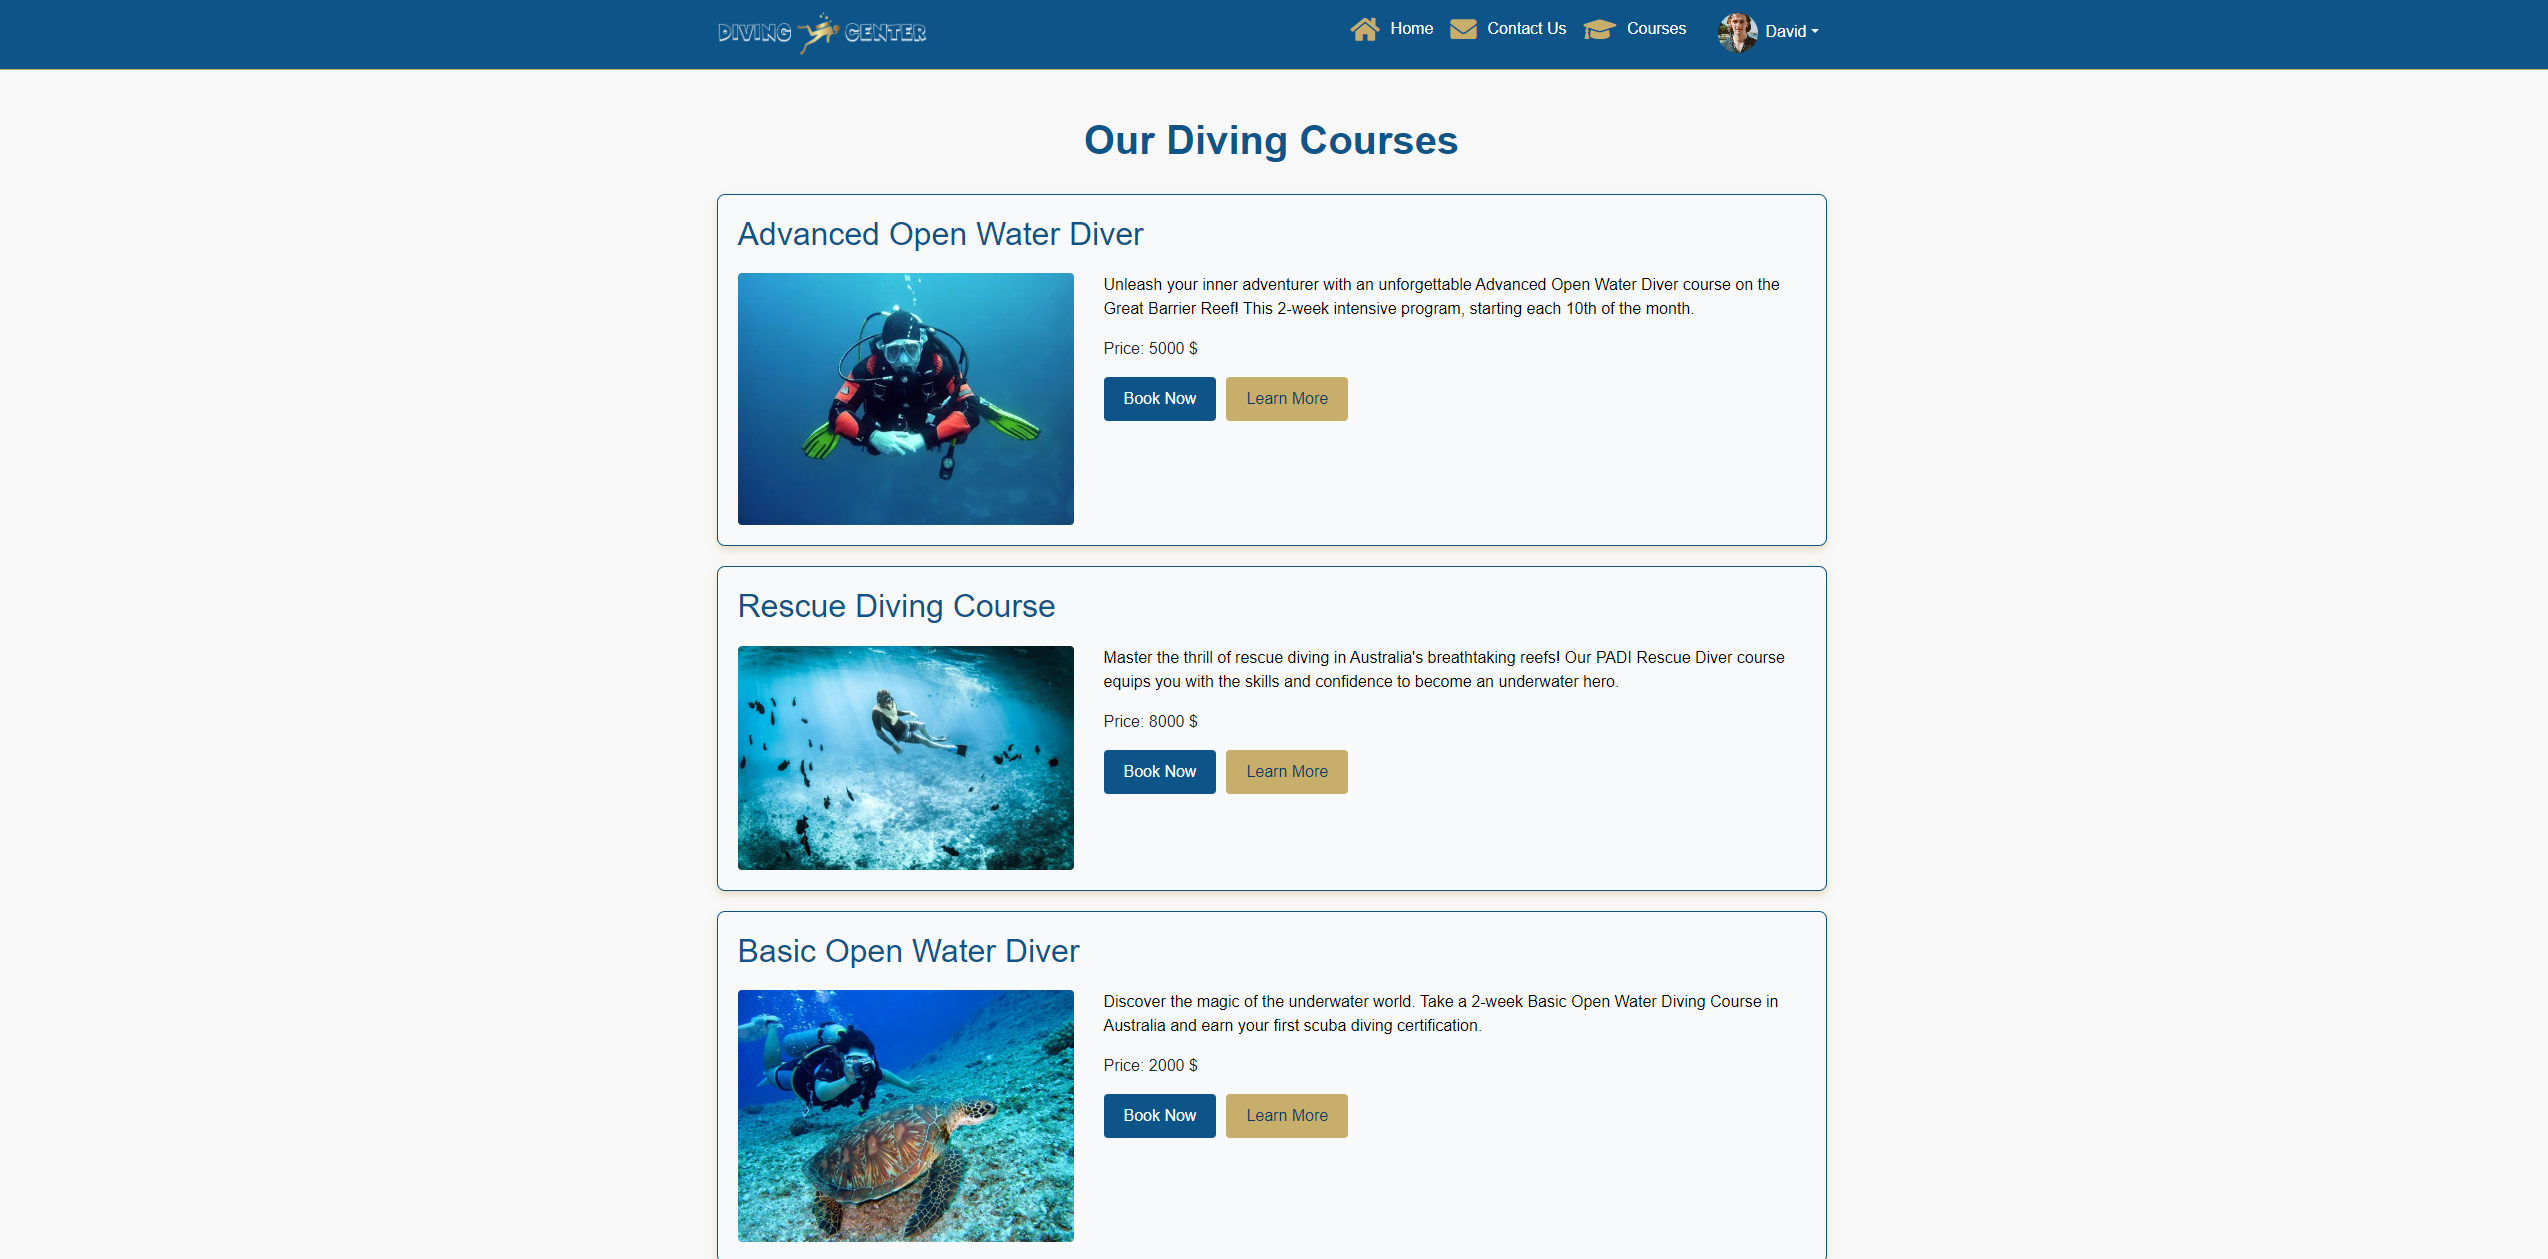 DIVING CENTER
Home
Contact Us
Courses
David
Our Diving Courses
Advanced Open Water Diver
Unleash your inner adventurer with an unforgettable Advanced Open Water Diver course on the
Great Barrier Reef! This 2-week intensive program, starting each 10th of the month.
Price: 5000 $
Book Now
Learn More
Rescue Diving Course
Master the thrill of rescue diving in Australia's breathtaking reefs! Our PADI Rescue Diver course
equips you with the skills and confidence to become an underwater hero.
Price: 8000 $
Book Now
Learn More
Basic Open Water Diver
Discover the magic of the underwater world. Take a 2-week Basic Open Water Diving Course in
Australia and earn your first scuba diving certification.
Price: 2000 $
Book Now
Learn More